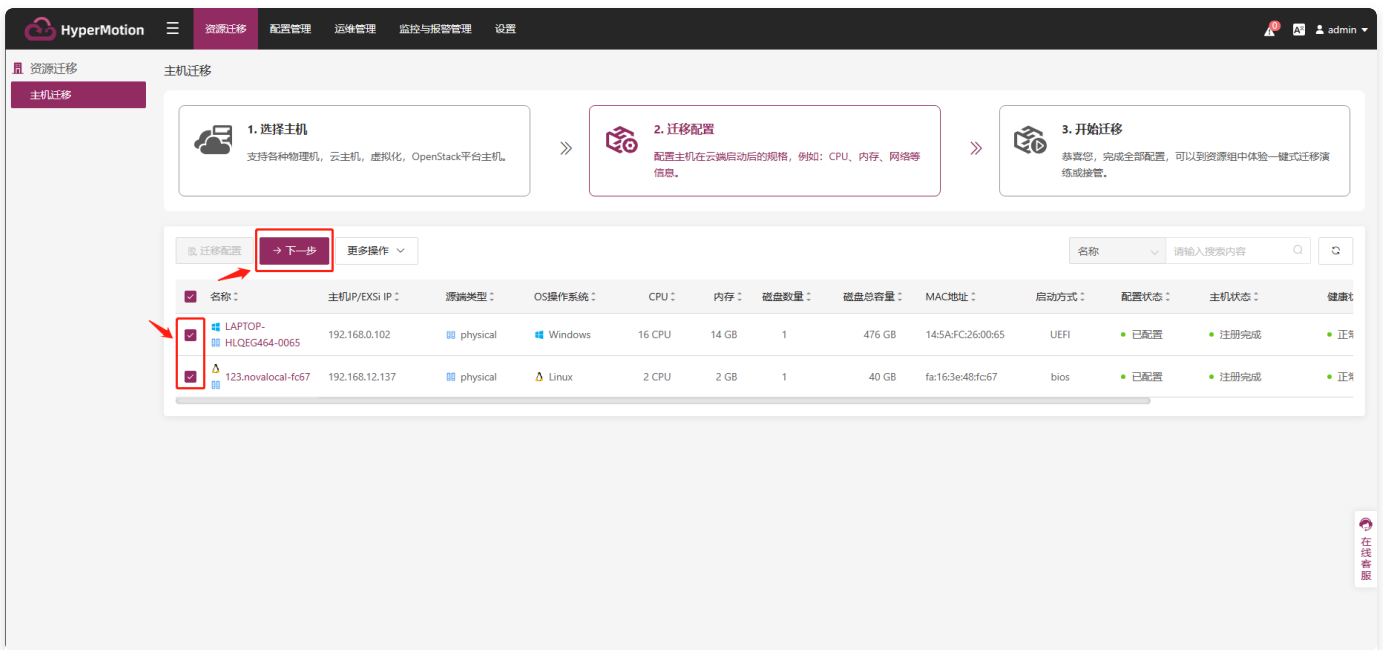 HyperMotion
资源迁移
配置管理
运维管理
监控与报警管理
设置
0
admin
资源迁移
主机迁移
主机迁移
1. 选择主机
支持各种物理机，云主机，虚拟化，OpenStack平台主机。
2. 迁移配置
配置主机在云端启动后的规格，例如：CPU、内存、网络等
信息。
3. 开始迁移
恭喜您，完成全部配置，可以到资源组中体验一键式迁移演
练或接管。
迁移配置
下一步
更多操作
名称
请输入搜索内容
名称 主机IP/EXSi IP 源端类型 OS操作系统 CPU 内存 磁盘数量 磁盘总容量 MAC地址 启动方式 配置状态 主机状态
LAPTOP-
HLQEG464-0065 192.168.0.102 physical Windows 16 CPU 14 GB 1 476 GB 14:5A:FC:26:00:65 UEFI 已配置 注册完成 正
123.novalocal-fc67 192.168.12.137 physical Linux 2 CPU 2 GB 1 40 GB fa:16:3e:48:fc:67 bios 已配置 注册完成 正
在线客服